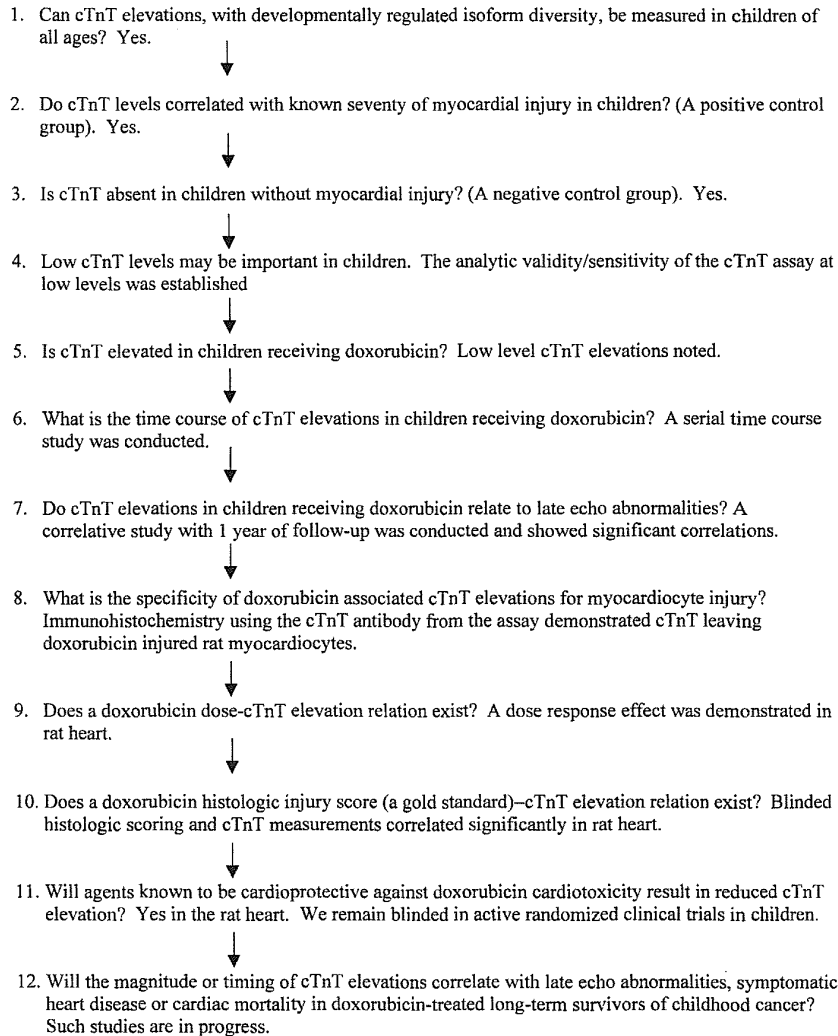 1. Can cTnT elevations, with developmentally regulated isoform diversity, be measured in children of
all ages? Yes.
2. Do cTnT levels correlated with known seventy of myocardial injury in children? (A positive control
group). Yes.
3. Is cTnT absent in children without myocardial injury? (A negative control group). Yes.
4. Low cTnT levels may be important in children. The analytic validity/sensitivity of the cTnT assay at
low levels was established
5. Is cTnT elevated in children receiving doxorubicin? Low level cTnT elevations noted.
6. What is the time course of cTnT elevations in children receiving doxorubicin? A serial time course
study was conducted.
7. Do cTnT elevations in children receiving doxorubicin relate to late echo abnormalities? A
correlative study with 1 year of follow-up was conducted and showed significant correlations.
8. What is the specificity of doxorubicin associated cTnT elevations for myocardiocyte injury?
Immunohistochemistry using the cTnT antibody from the assay demonstrated cTnT leaving
doxorubicin injured rat myocardiocytes.
9. Does a doxorubicin dose-cTnT elevation relation exist? A dose response effect was demonstrated in
rat heart.
10. Does a doxorubicin histologic injury score (a gold standard)–cTnT elevation relation exist? Blinded
histologic scoring and cTnT measurements correlated significantly in rat heart.
11. Will agents known to be cardioprotective against doxorubicin cardiotoxicity result in reduced cTnT
elevation? Yes in the rat heart. We remain blinded in active randomized clinical trials in children.
12. Will the magnitude or timing of cTnT elevations correlate with late echo abnormalities, symptomatic
heart disease or cardiac mortality in doxorubicin-treated long-term survivors of childhood cancer?
Such studies are in progress.